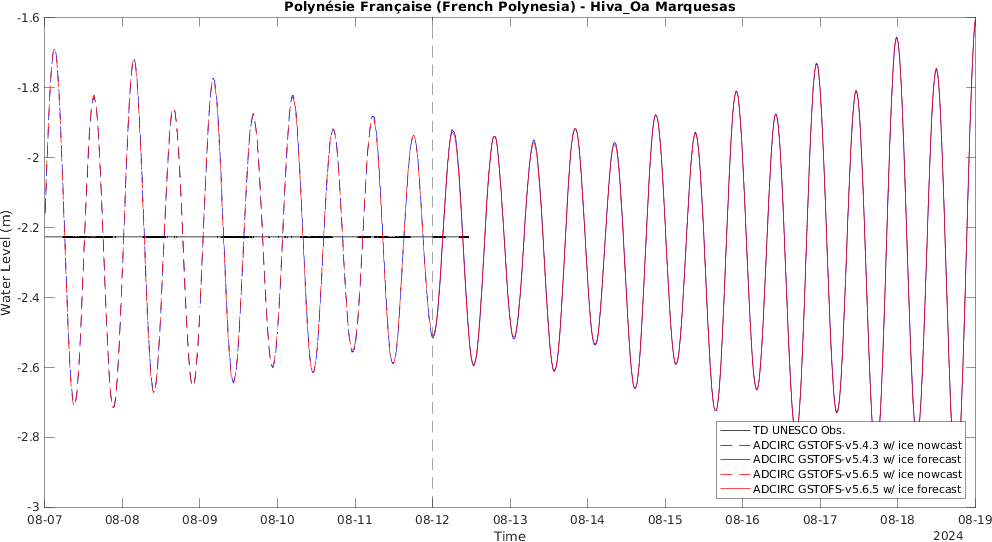 Polynésie Française (French Polynesia) - Hiva_Oa Marquesas
-1.6
-1.8
-2
-2.2
-2.4
-2.6
-2.8
-3
Water Level (m)
TD UNESCO Obs.
ADCIRC GSTOFS-v5.4.3 w/ ice nowcast
ADCIRC GSTOFS-v5.4.3 w/ ice forecast
ADCIRC GSTOFS-v5.6.5 w/ ice nowcast
ADCIRC GSTOFS-v5.6.5 w/ ice forecast
08-07 08-08 08-09 08-10 08-11 08-12 08-13 08-14 08-15 08-16 08-17 08-18 08-19
Time
2024